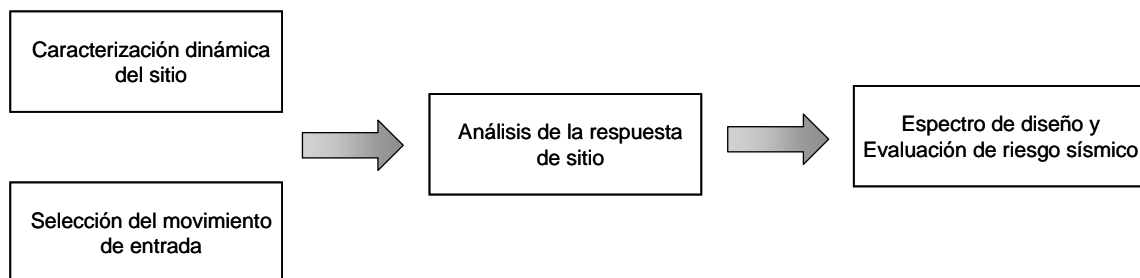 Caracterización dinámica
del sitio
Selección del movimiento
de entrada
Análisis de la respuesta
de sitio
Espectro de diseño y
Evaluación de riesgo sísmico